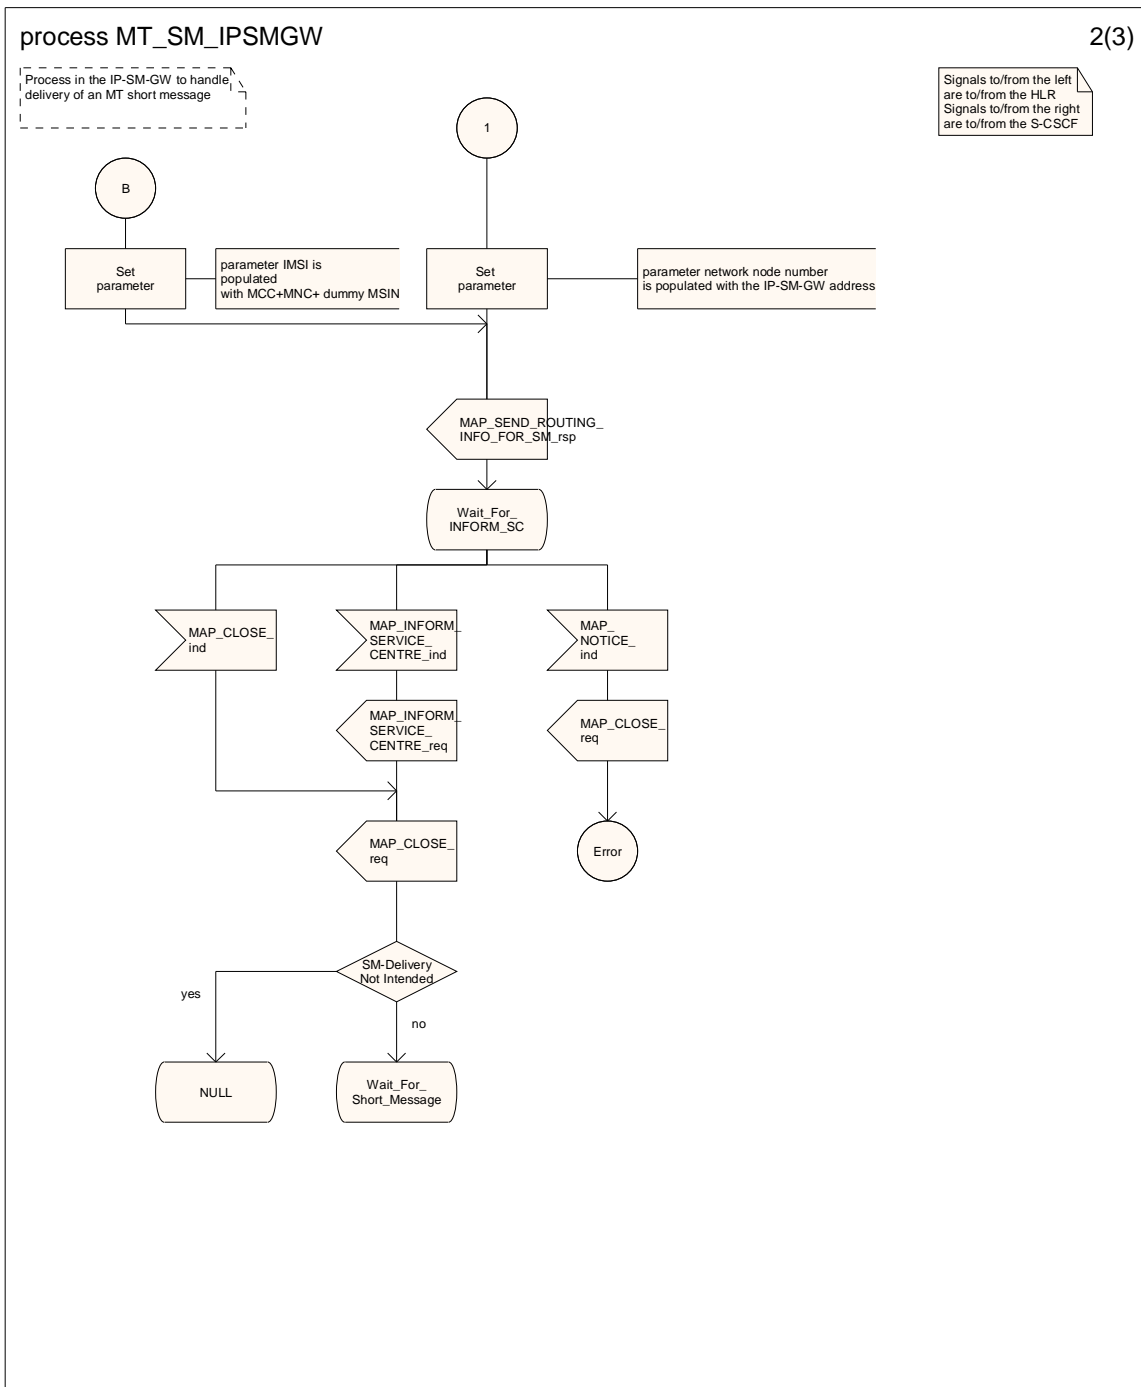 process MT_SM_IPSMGW
2(3)
Process in the IP-SM-GW to handle
delivery of an MT short message
Signals to/from the left
are to/from the HLR
Signals to/from the right
are to/from the S-CSCF
1
B
Set
parameter
parameter IMSI is
populated
with MCC+MNC+ dummy MSIN
Set
parameter
parameter network node number
is populated with the IP-SM-GW address
MAP_SEND_ROUTING_
INFO_FOR_SM_rsp
Wait_For_
INFORM_SC
MAP_CLOSE_
ind
MAP_INFORM_
SERVICE_
CENTRE_ind
MAP_
NOTICE_
ind
MAP_INFORM_
SERVICE_
CENTRE_req
MAP_CLOSE_
req
MAP_CLOSE_
req
Error
SM-Delivery
Not Intended
yes
no
NULL
Wait_For_
Short_Message